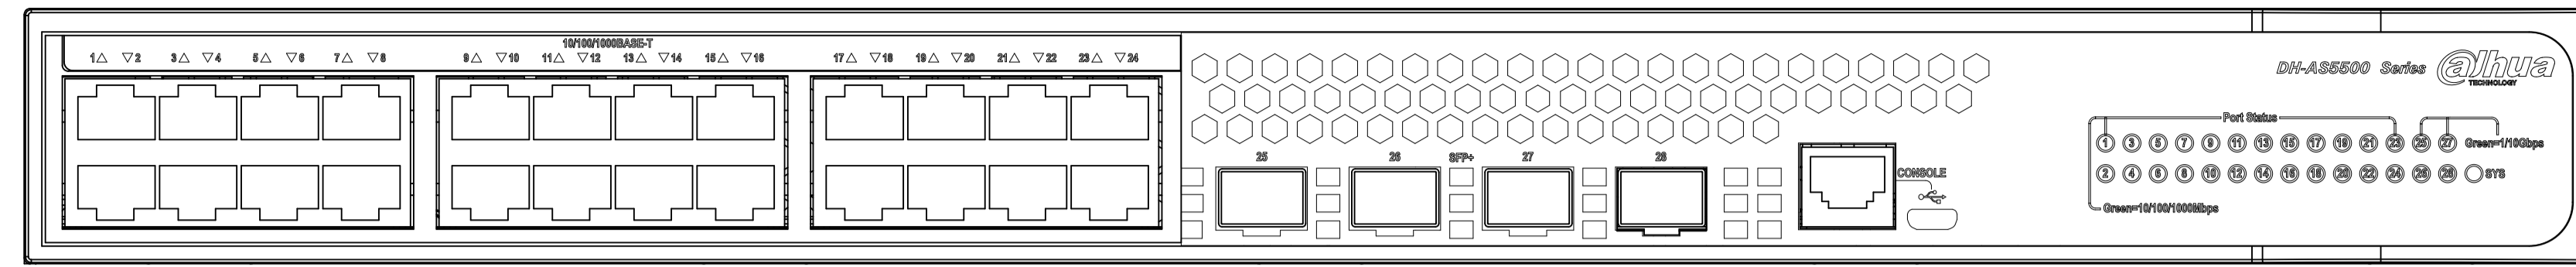 10/100/1000BASE-T
1△ ▽2 3△ ▽4 5△ ▽6 7△ ▽8 9△ ▽10 11△ ▽12 13△ ▽14 15△ ▽16 17△ ▽18 19△ ▽20 21△ ▽22 23△ ▽24
DH-AS5500 Series
alhua
TECHNOLOGY
Port Status
1 3 5 7 9 11 13 15 17 19 21 23 25 27 Green=1/10Gbps
25 26 SFP+ 27 28
CONSOLE
2 4 6 8 10 12 14 16 18 20 22 24 26 28 SYS
Green=10/100/1000Mbps